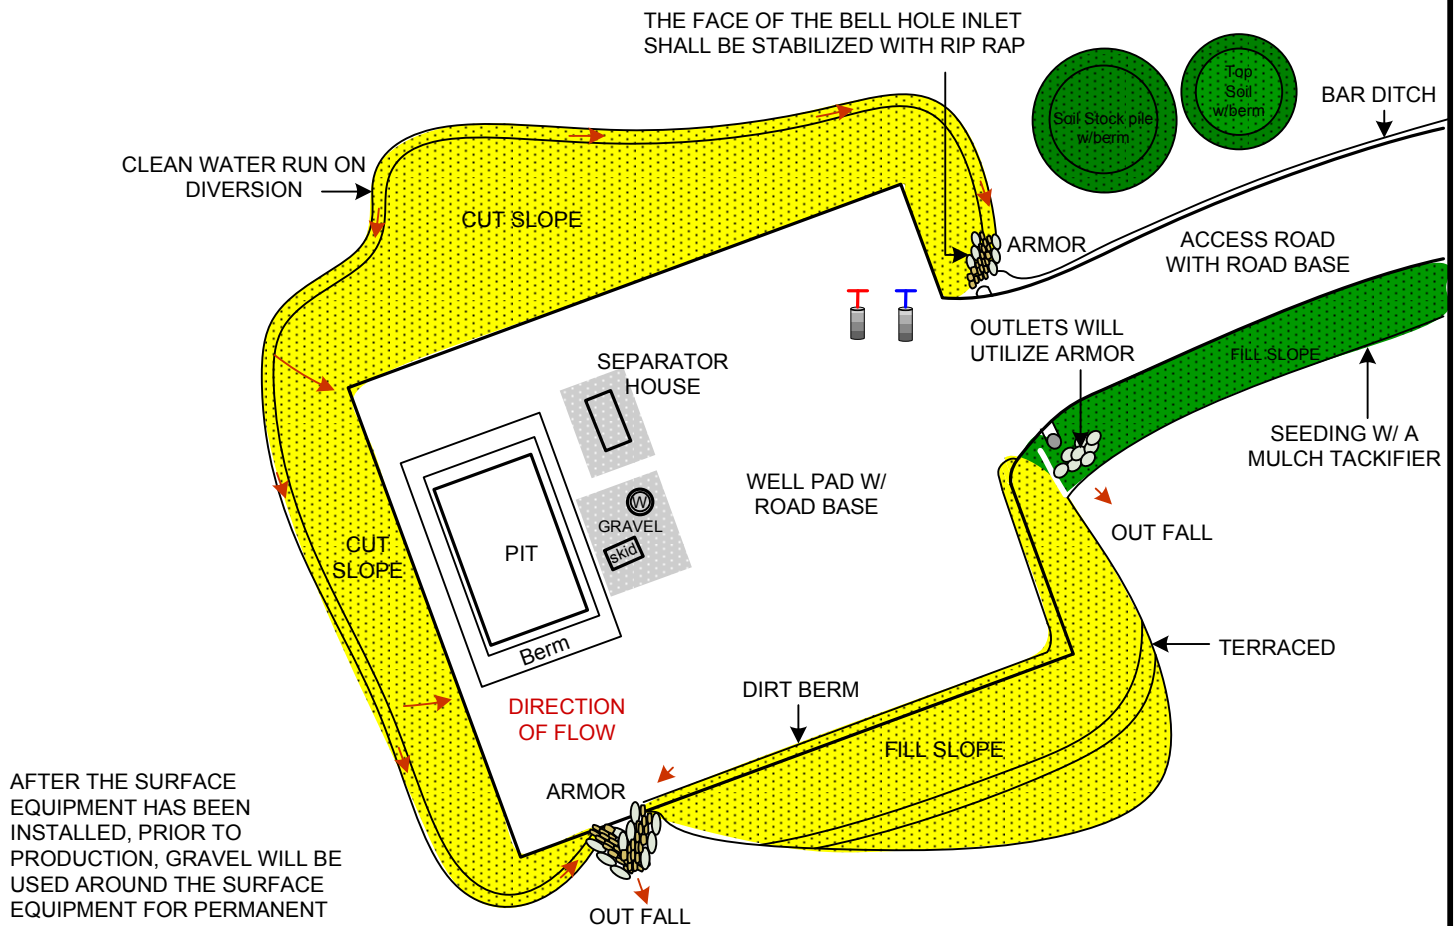 THE FACE OF THE BELL HOLE INLET
SHALL BE STABILIZED WITH RIP RAP
Top
Soil
w/berm
Soil Stock pile
w/berm
BAR DITCH
CLEAN WATER RUN ON
DIVERSION
CUT SLOPE
ARMOR
ACCESS ROAD
WITH ROAD BASE
OUTLETS WILL
UTILIZE ARMOR
FILL SLOPE
SEPARATOR
HOUSE
SEEDING W/ A
MULCH TACKIFIER
WELL PAD W/
ROAD BASE
W
GRAVEL
skid
OUT FALL
CUT
SLOPE
PIT
Berm
TERRACED
DIRECTION
OF FLOW
DIRT BERM
FILL SLOPE
ARMOR
AFTER THE SURFACE
EQUIPMENT HAS BEEN
INSTALLED, PRIOR TO
PRODUCTION, GRAVEL WILL BE
USED AROUND THE SURFACE
EQUIPMENT FOR PERMANENT
OUT FALL